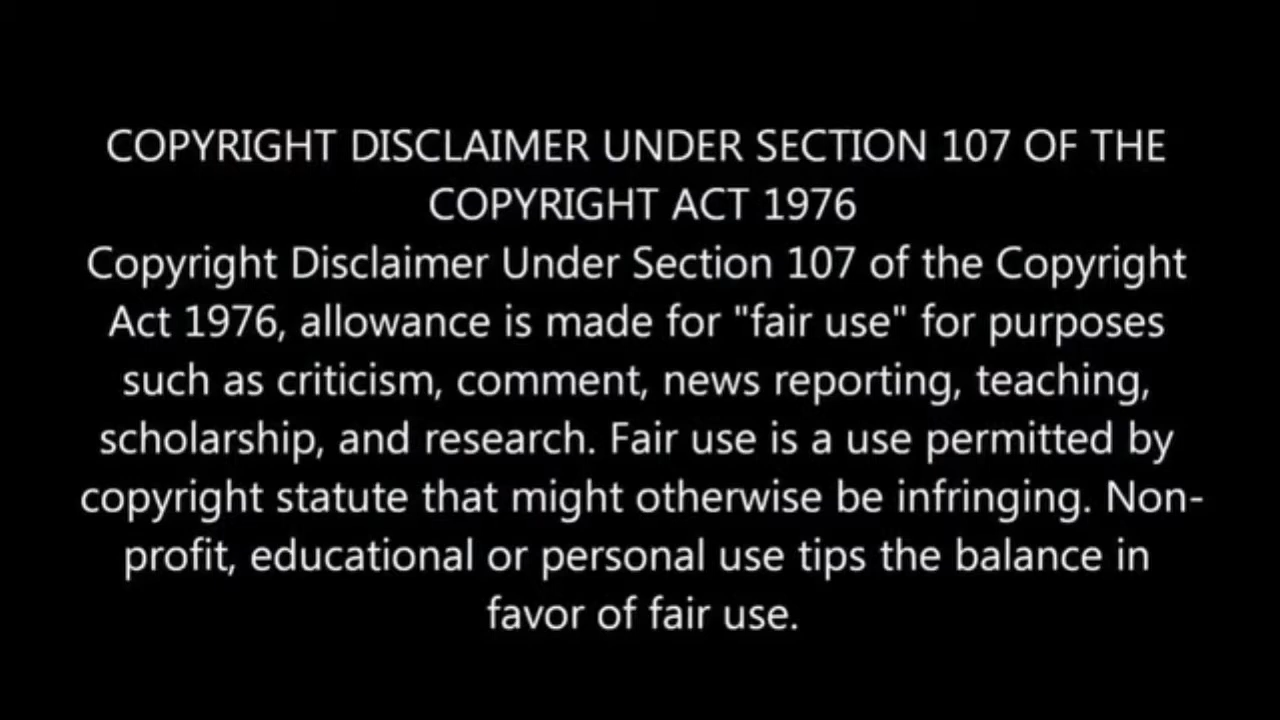 COPYRIGHT DISCLAIMER UNDER SECTION 107 OF THE
COPYRIGHT ACT 1976
Copyright Disclaimer Under Section 107 of the Copyright
Act 1976, allowance is made for "fair use" for purposes
such as criticism, comment, news reporting, teaching,
scholarship, and research. Fair use is a use permitted by
copyright statute that might otherwise be infringing. Non-
profit, educational or personal use tips the balance in
favor of fair use.